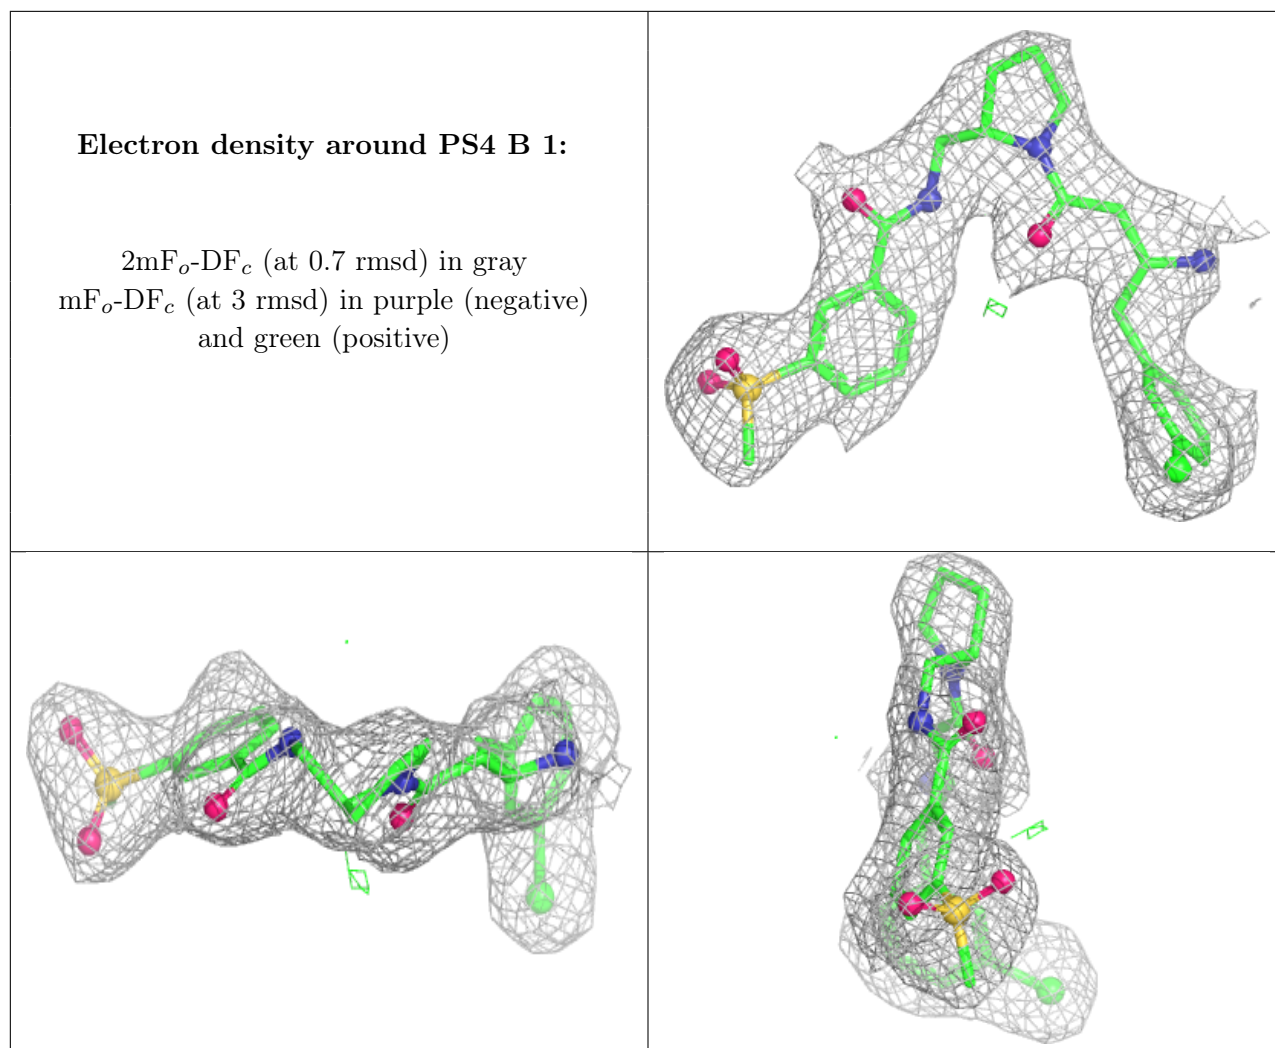 Electron density around PS4 B 1:
2mFo-DFc (at 0.7 rmsd) in gray
mFo-DFc (at 3 rmsd) in purple (negative)
and green (positive)